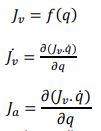 J_v = f(q)
J̇_v = ∂(J_v.q̇) / ∂q
J_a = ∂(J_v.q̇) / ∂q